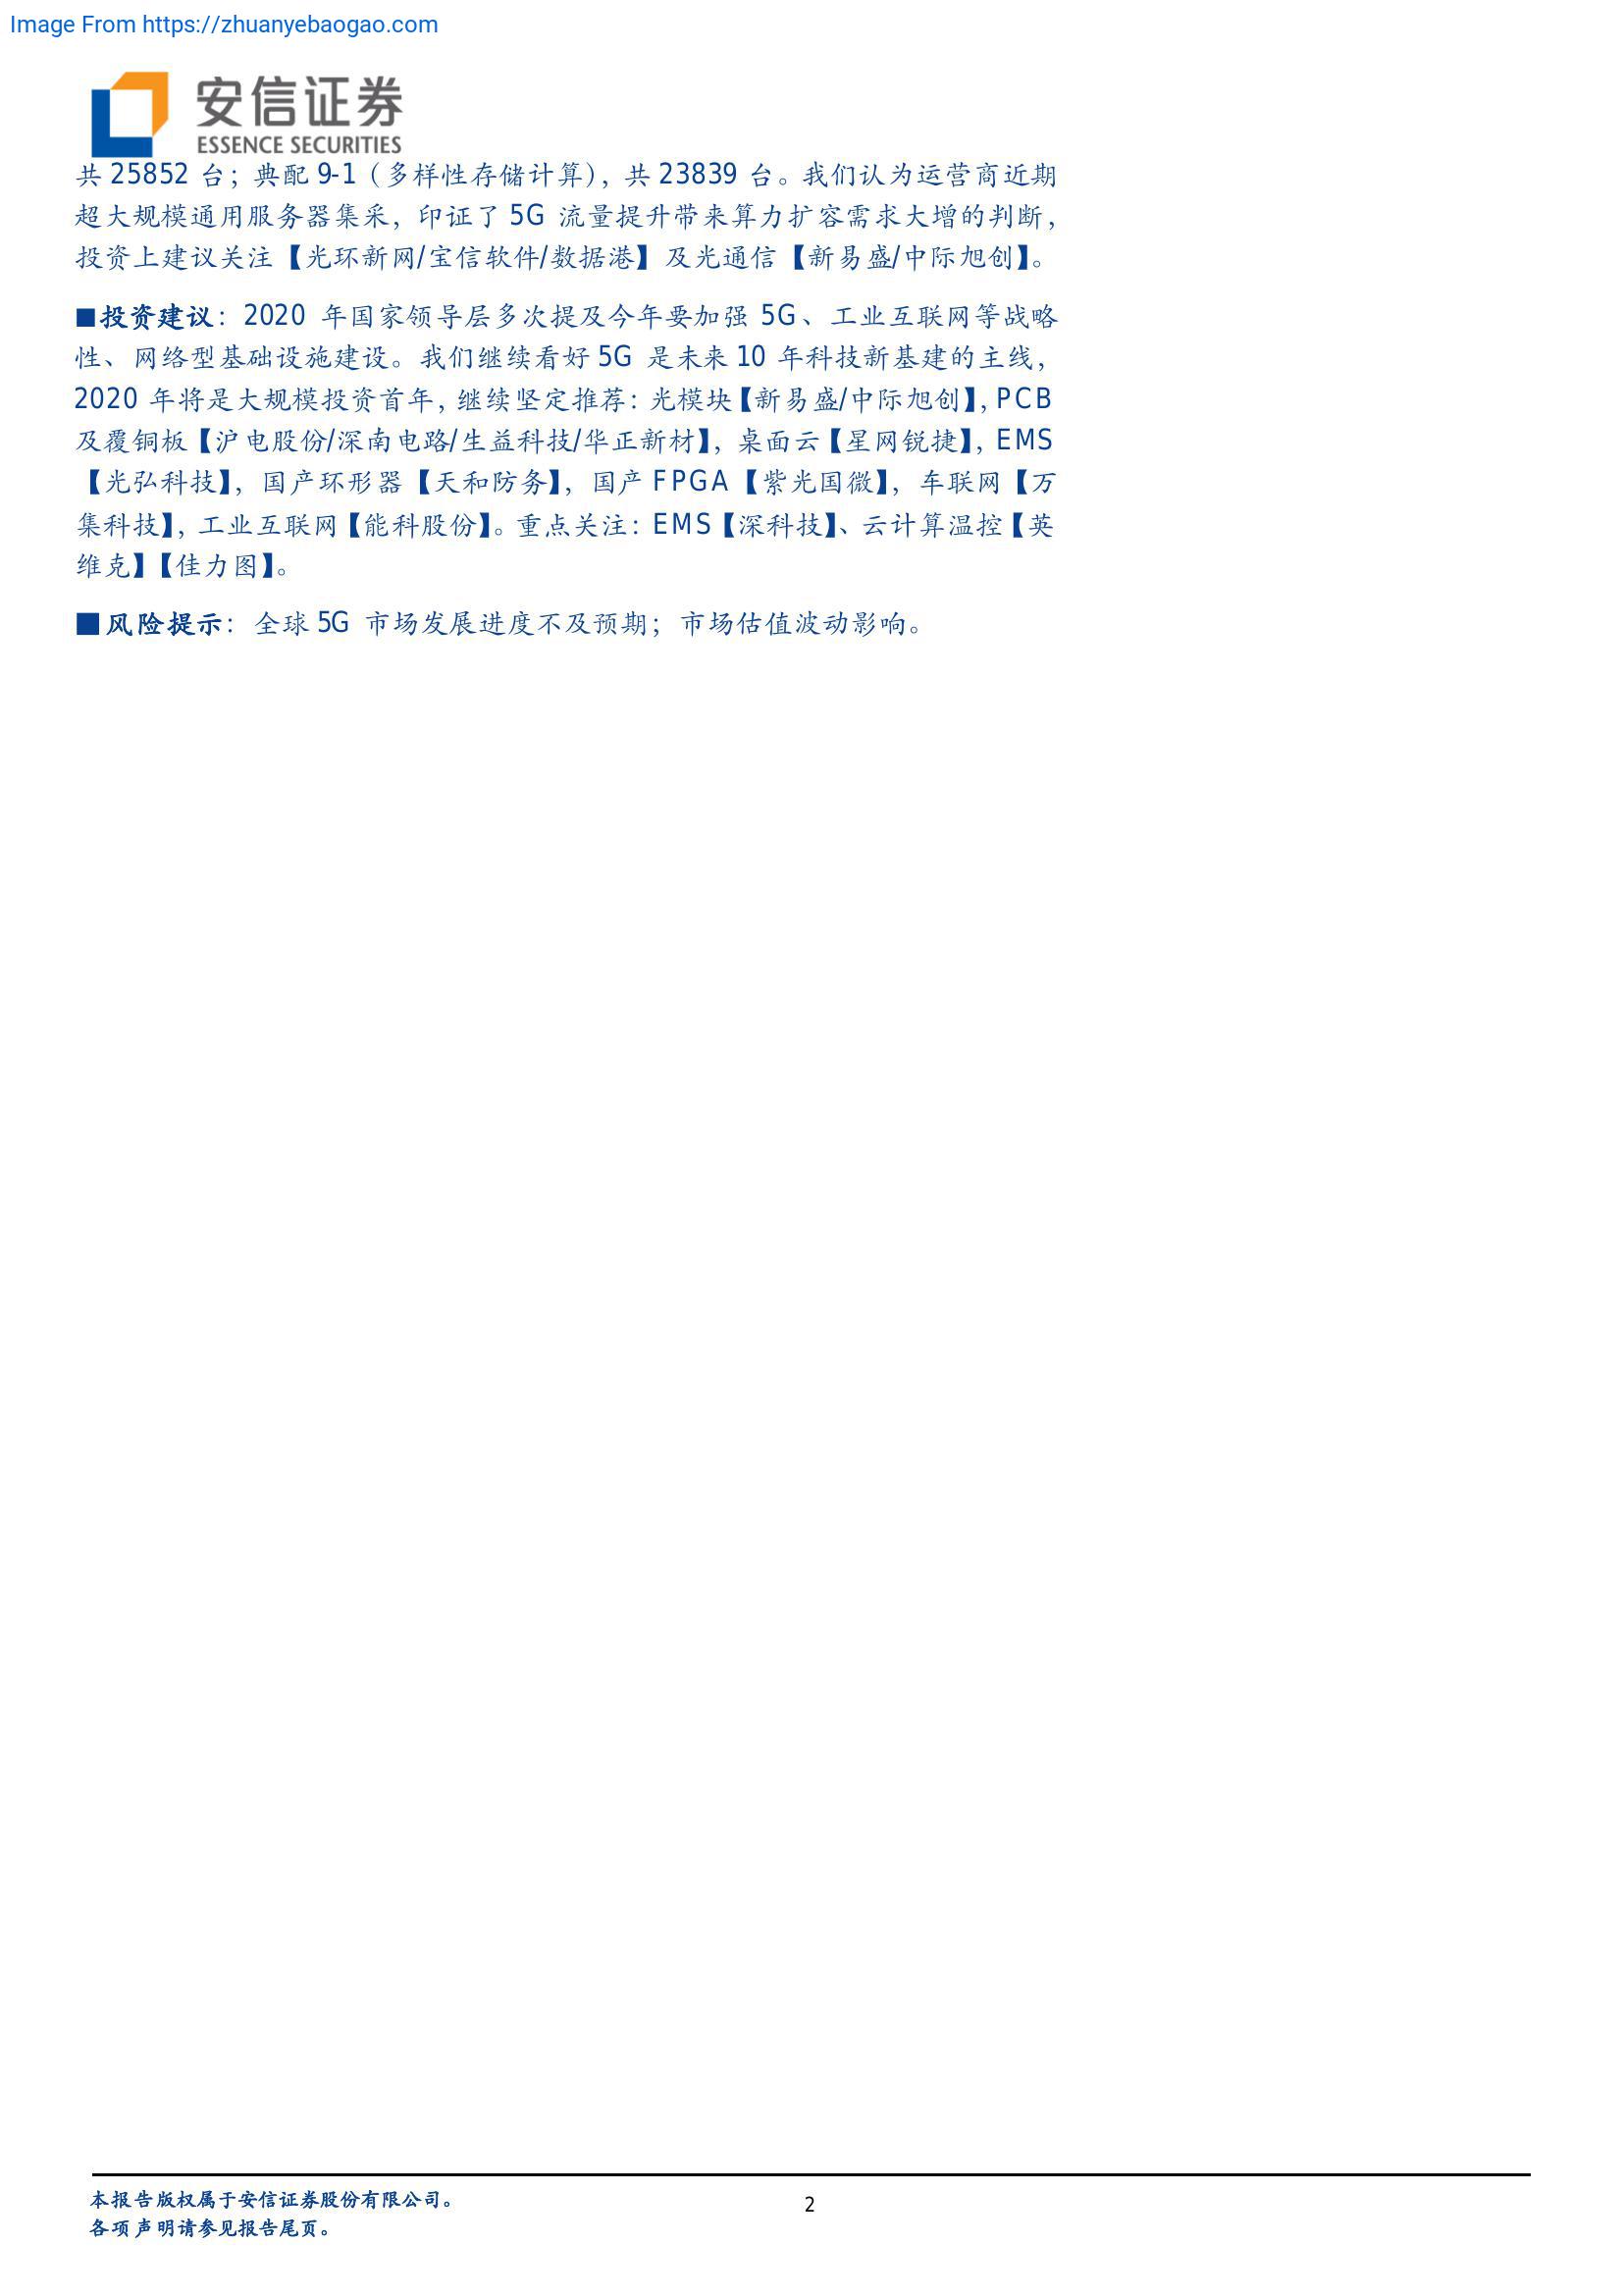 Image From https://zhuanyebaogao.com
安信证券
ESSENCE SECURITIES
共 25852 台；典配 9-1（多样性存储计算），共 23839 台。我们认为运营商近期
超大规模通用服务器集采，印证了 5G 流量提升带来算力扩容需求大增的判断，
投资上建议关注【光环新网/宝信软件/数据港】及光通信【新易盛/中际旭创】。
■投资建议：2020 年国家领导层多次提及今年要加强 5G、工业互联网等战略
性、网络型基础设施建设。我们继续看好 5G 是未来 10 年科技新基建的主线，
2020 年将是大规模投资首年，继续坚定推荐：光模块【新易盛/中际旭创】，PCB
及覆铜板【沪电股份/深南电路/生益科技/华正新材】，桌面云【星网锐捷】，EMS
【光弘科技】，国产环形器【天和防务】，国产 FPGA【紫光国微】，车联网【万
集科技】，工业互联网【能科股份】。重点关注：EMS【深科技】、云计算温控【英
维克】【佳力图】。
■风险提示：全球 5G 市场发展进度不及预期；市场估值波动影响。
本报告版权属于安信证券股份有限公司。
2
各项声明请参见报告尾页。